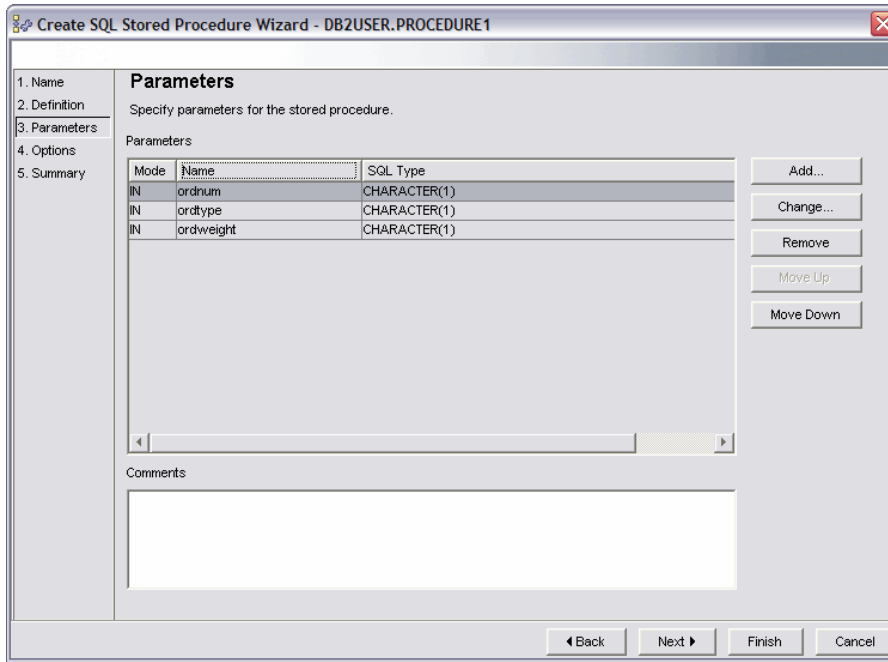 Create SQL Stored Procedure Wizard - DB2USER.PROCEDURE1
1. Name
2. Definition
3. Parameters
4. Options
5. Summary
Parameters
Specify parameters for the stored procedure.
Parameters
Mode Name SQL Type
IN ordnum CHARACTER(1)
IN ordtype CHARACTER(1)
IN ordweight CHARACTER(1)
Add...
Change...
Remove
Move Up
Move Down
Comments
Back Next Finish Cancel